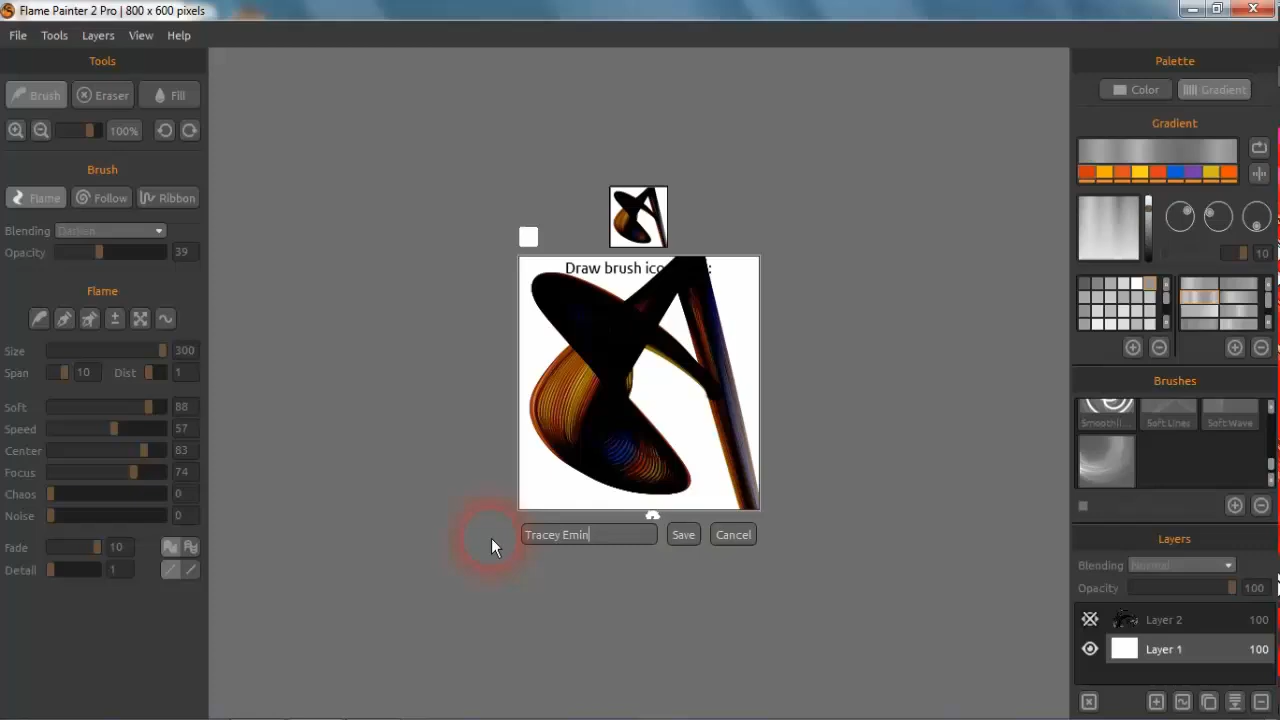 Flame Painter 2 Pro | 800 x 600 pixels
File Tools Layers View Help
Tools
Brush Eraser Fill
100%
Brush
Flame Follow Ribbon
Blending Darken
Opacity 39
Flame
Size 300
Span 10 Dist 1
Soft 88
Speed 57
Center 83
Focus 74
Chaos 0
Noise 0
Fade 10
Detail 1
Draw brush ico
Tracey Emin Save Cancel
Palette
Color Gradient
Gradient
10
Brushes
Smoothli... Soft Lines Soft Wave
Layers
Blending Normal
Opacity 100
Layer 2 100
Layer 1 100